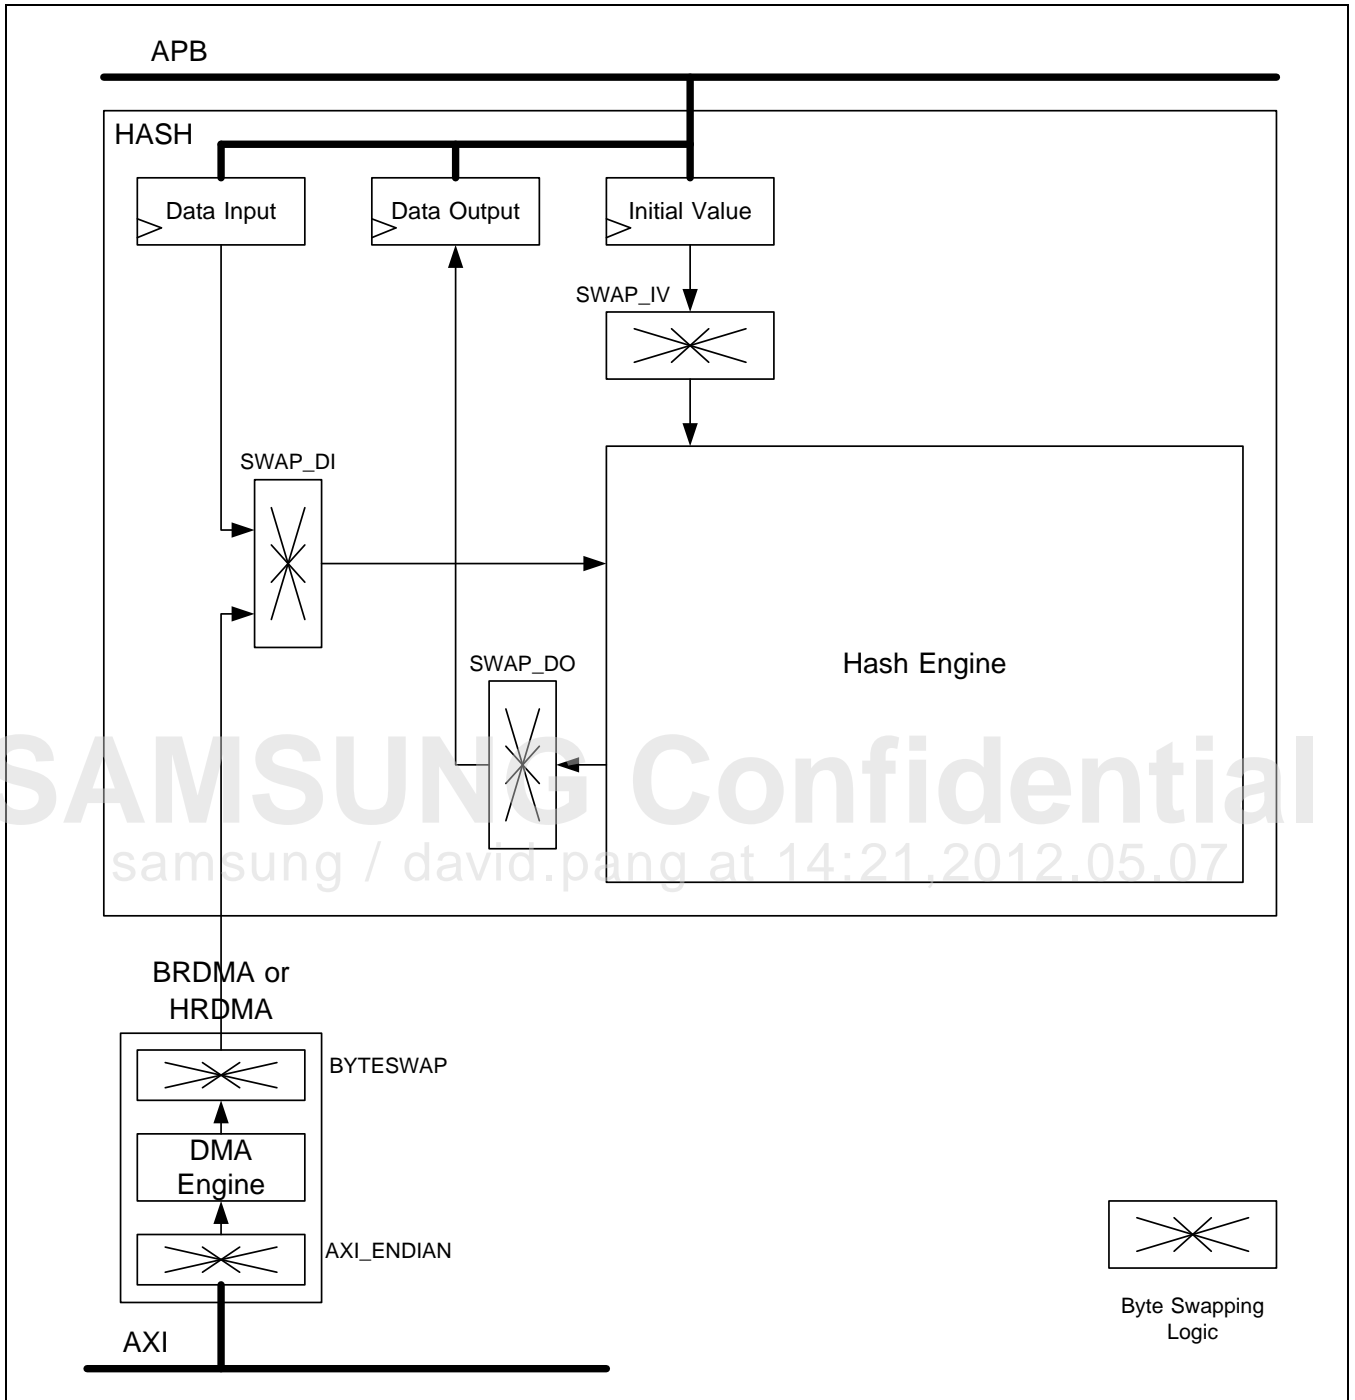 APB
HASH
Data Input
Data Output
Initial Value
SWAP_IV
SWAP_DI
SWAP_DO
Hash Engine
SAMSUNG Confidential
samsung / david.pang at 14:21,2012.05.07
BRDMA or
HRDMA
BYTESWAP
DMA
Engine
AXI_ENDIAN
AXI
Byte Swapping
Logic